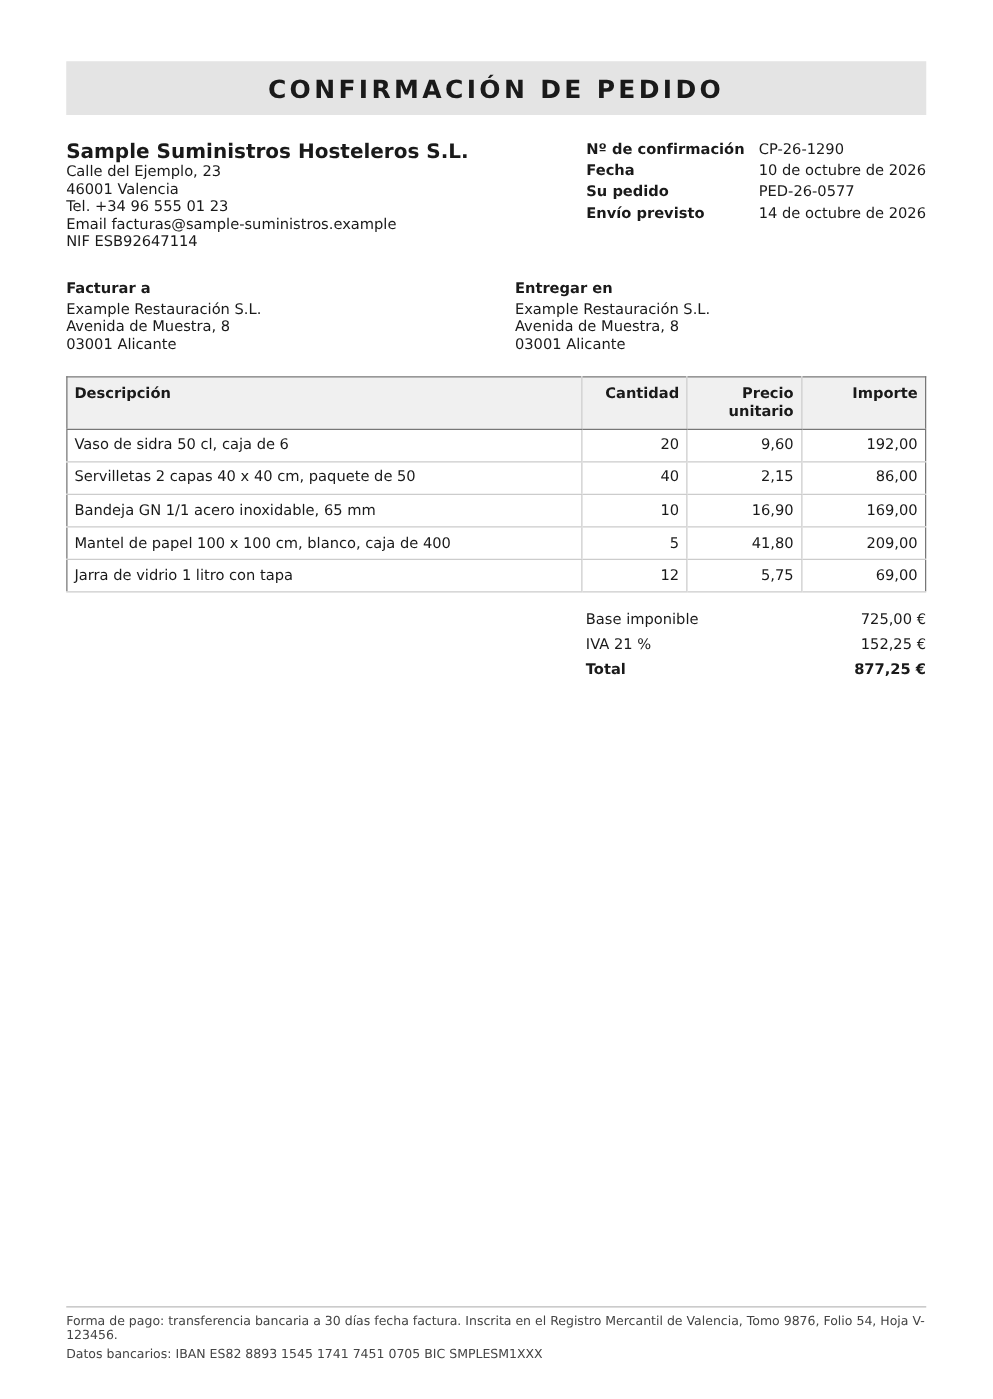 CONFIRMACIÓN DE PEDIDO
Sample Suministros Hosteleros S.L.
Calle del Ejemplo, 23
46001 Valencia
Tel. +34 96 555 01 23
Email facturas@sample-suministros.example
NIF ESB92647114
Nº de confirmación CP-26-1290
Fecha 10 de octubre de 2026
Su pedido PED-26-0577
Envío previsto 14 de octubre de 2026
Facturar a
Example Restauración S.L.
Avenida de Muestra, 8
03001 Alicante
Entregar en
Example Restauración S.L.
Avenida de Muestra, 8
03001 Alicante
Descripción Cantidad Precio unitario Importe
Vaso de sidra 50 cl, caja de 6 20 9,60 192,00
Servilletas 2 capas 40 x 40 cm, paquete de 50 40 2,15 86,00
Bandeja GN 1/1 acero inoxidable, 65 mm 10 16,90 169,00
Mantel de papel 100 x 100 cm, blanco, caja de 400 5 41,80 209,00
Jarra de vidrio 1 litro con tapa 12 5,75 69,00
Base imponible 725,00 €
IVA 21 % 152,25 €
Total 877,25 €
Forma de pago: transferencia bancaria a 30 días fecha factura. Inscrita en el Registro Mercantil de Valencia, Tomo 9876, Folio 54, Hoja V-
123456.
Datos bancarios: IBAN ES82 8893 1545 1741 7451 0705 BIC SMPLESM1XXX